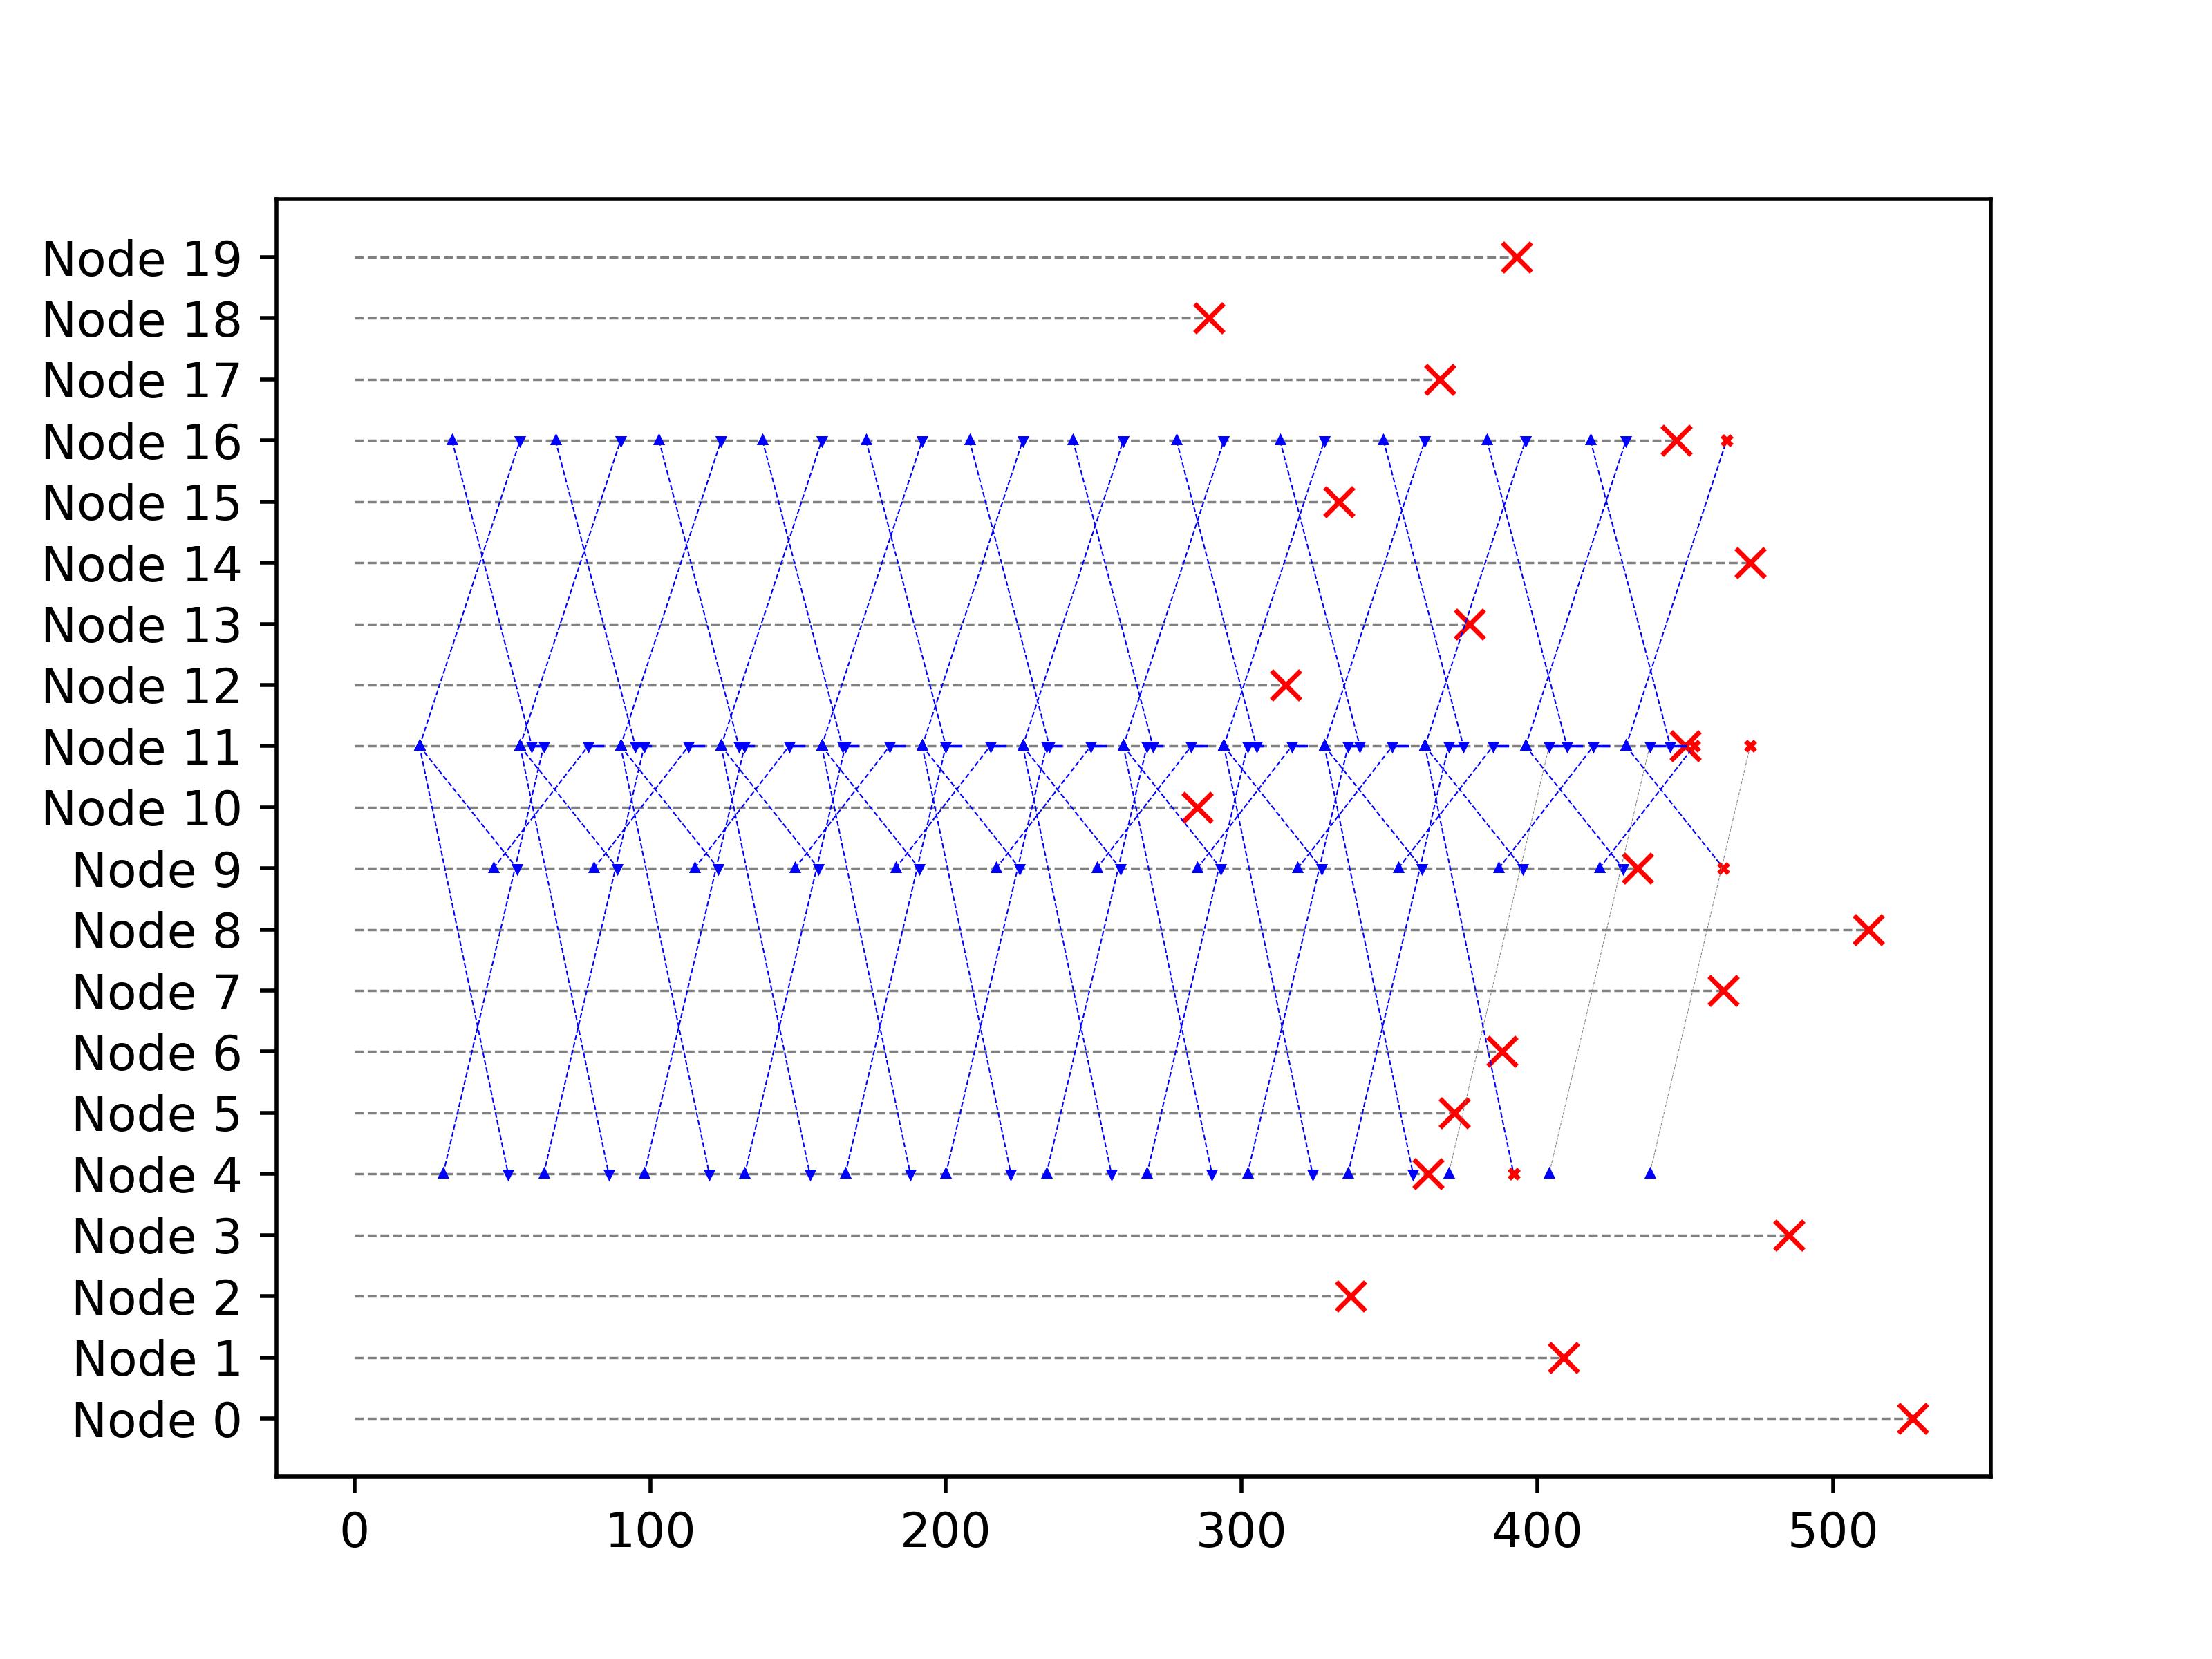 Node 19
Node 18
Node 17
Node 16
Node 15
Node 14
Node 13
Node 12
Node 11
Node 10
Node 9
Node 8
Node 7
Node 6
Node 5
Node 4
Node 3
Node 2
Node 1
Node 0
0 100 200 300 400 500